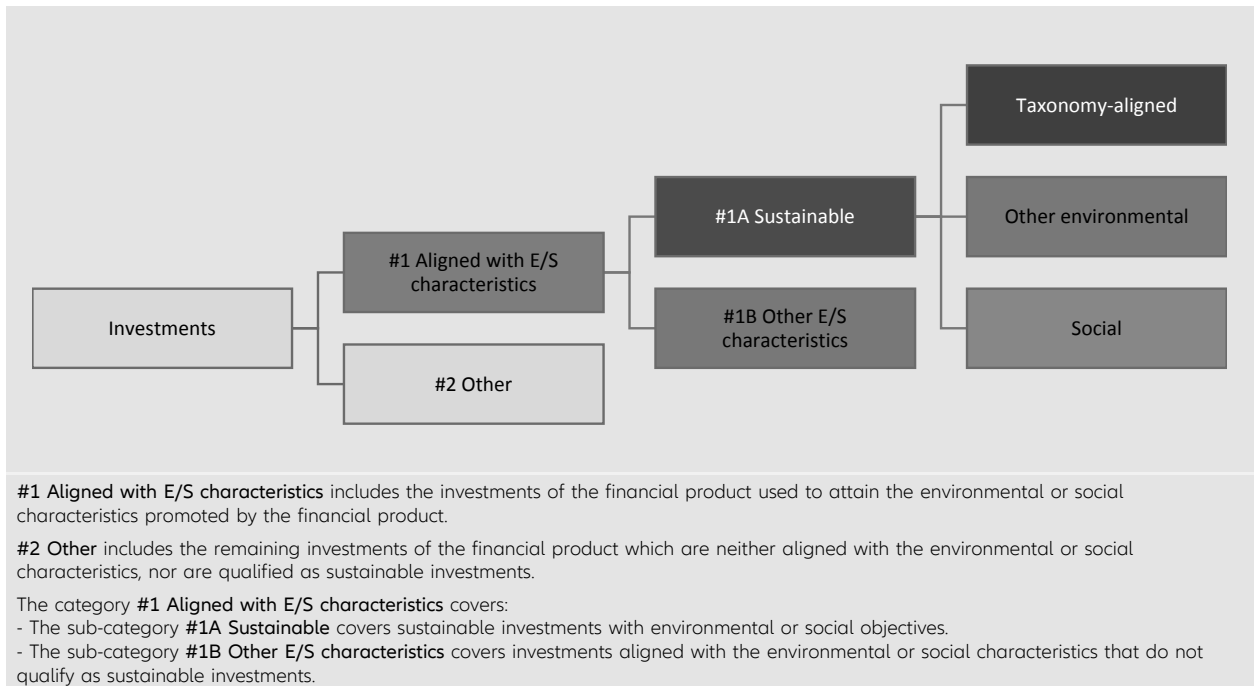 Taxonomy-aligned
#1A Sustainable
Other environmental
#1 Aligned with E/S
characteristics
#1B Other E/S
characteristics
Investments
Social
#2 Other
#1 Aligned with E/S characteristics includes the investments of the financial product used to attain the environmental or social
characteristics promoted by the financial product.
#2 Other includes the remaining investments of the financial product which are neither aligned with the environmental or social
characteristics, nor are qualified as sustainable investments.
The category #1 Aligned with E/S characteristics covers:
- The sub-category #1A Sustainable covers sustainable investments with environmental or social objectives.
- The sub-category #1B Other E/S characteristics covers investments aligned with the environmental or social characteristics that do not
qualify as sustainable investments.